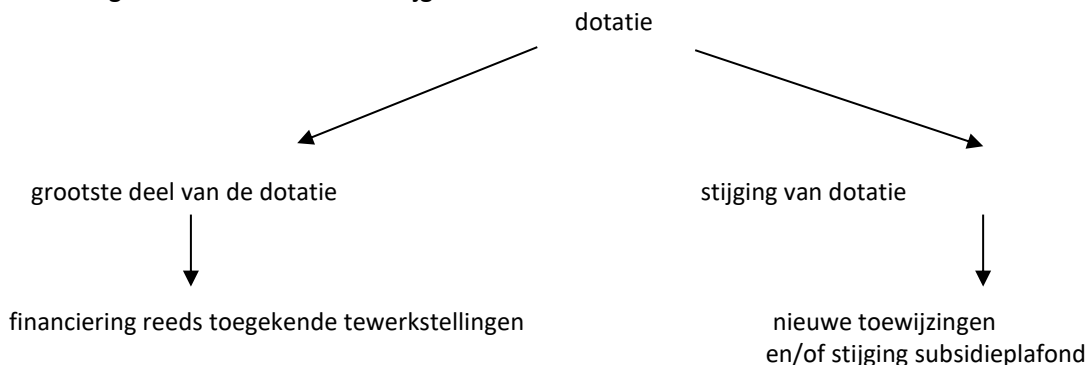 dotatie
grootste deel van de dotatie
stijging van dotatie
financiering reeds toegekende tewerkstellingen
nieuwe toewijzingen
en/of stijging subsidieplafond